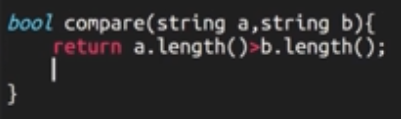 bool compare(string a,string b){
return a.length()>b.length();
}